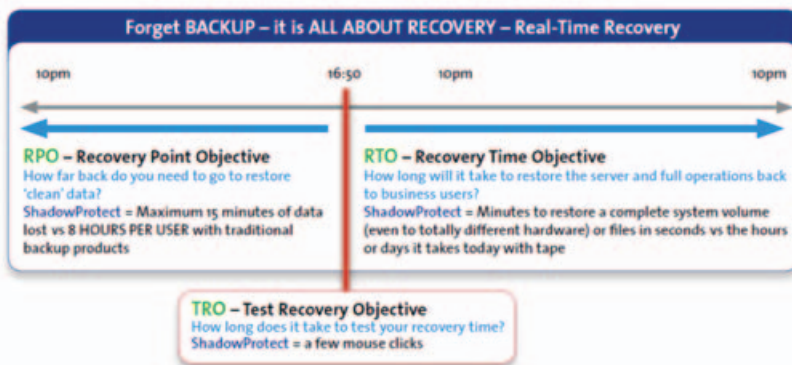 Forget BACKUP – it is ALL ABOUT RECOVERY – Real-Time Recovery
10pm 16:50 10pm 10pm
RPO – Recovery Point Objective
How far back do you need to go to restore
'clean' data?
ShadowProtect = Maximum 15 minutes of data
lost vs 8 HOURS PER USER with traditional
backup products
RTO – Recovery Time Objective
How long will it take to restore the server and full operations back
to business users?
ShadowProtect = Minutes to restore a complete system volume
(even to totally different hardware) or files in seconds vs the hours
or days it takes today with tape
TRO – Test Recovery Objective
How long does it take to test your recovery time?
ShadowProtect = a few mouse clicks